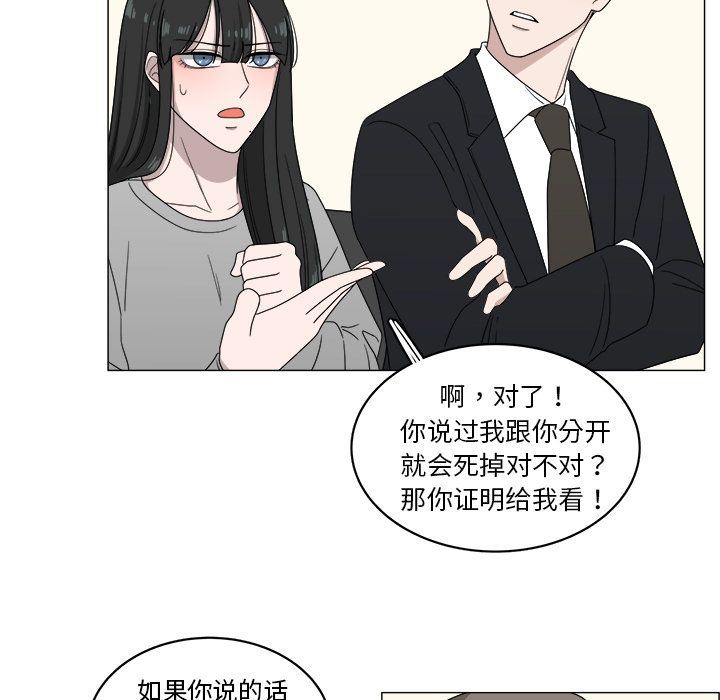 啊，对了！
你说过我跟你分开
就会死掉对不对？
那你证明给我看！
如果你说的话